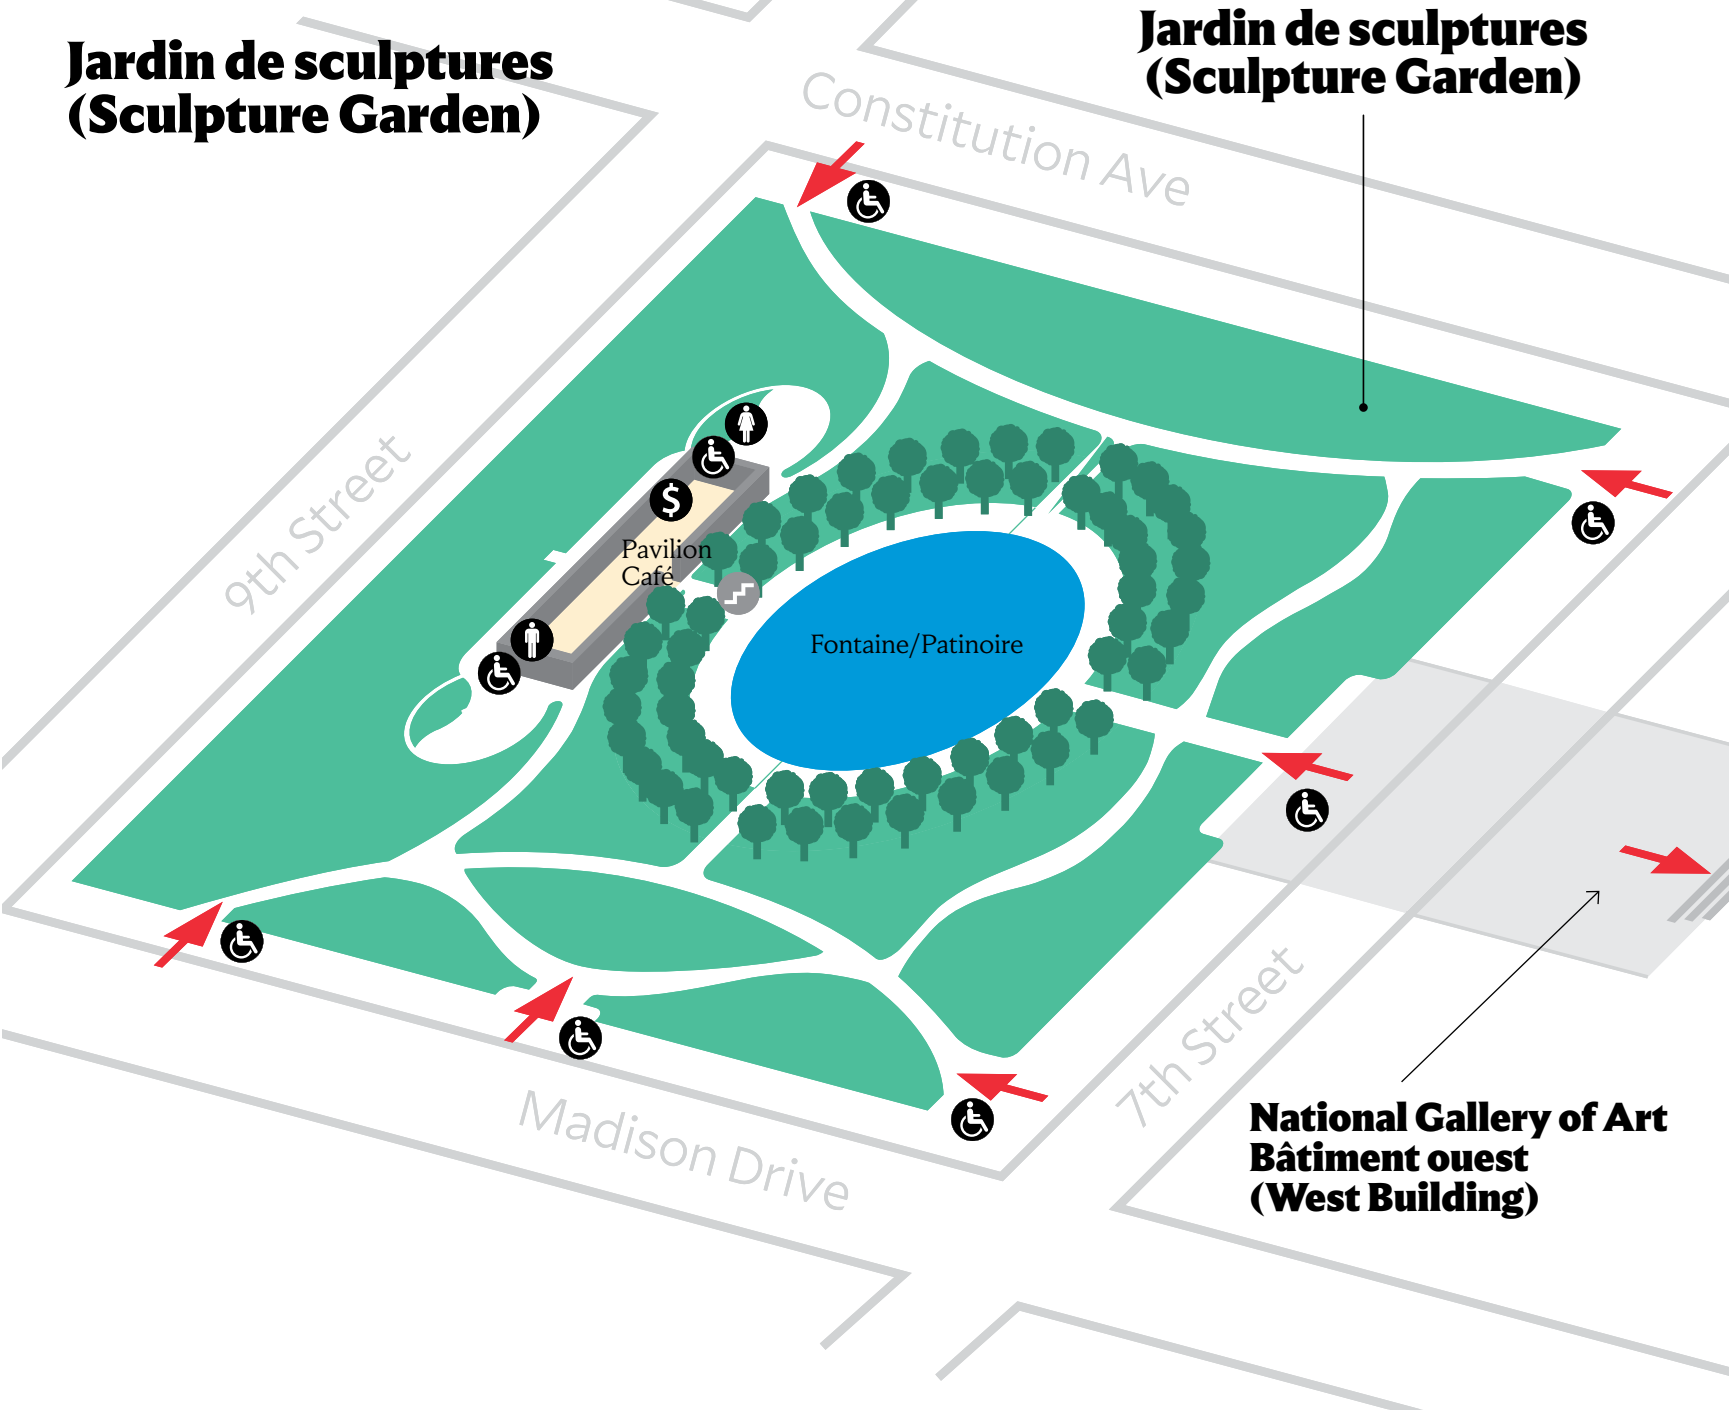 Jardin de sculptures
(Sculpture Garden)
Jardin de sculptures
(Sculpture Garden)
Constitution Ave
9th Street
$
Pavilion
Café
Fontaine/Patinoire
7th Street
Madison Drive
National Gallery of Art
Bâtiment ouest
(West Building)